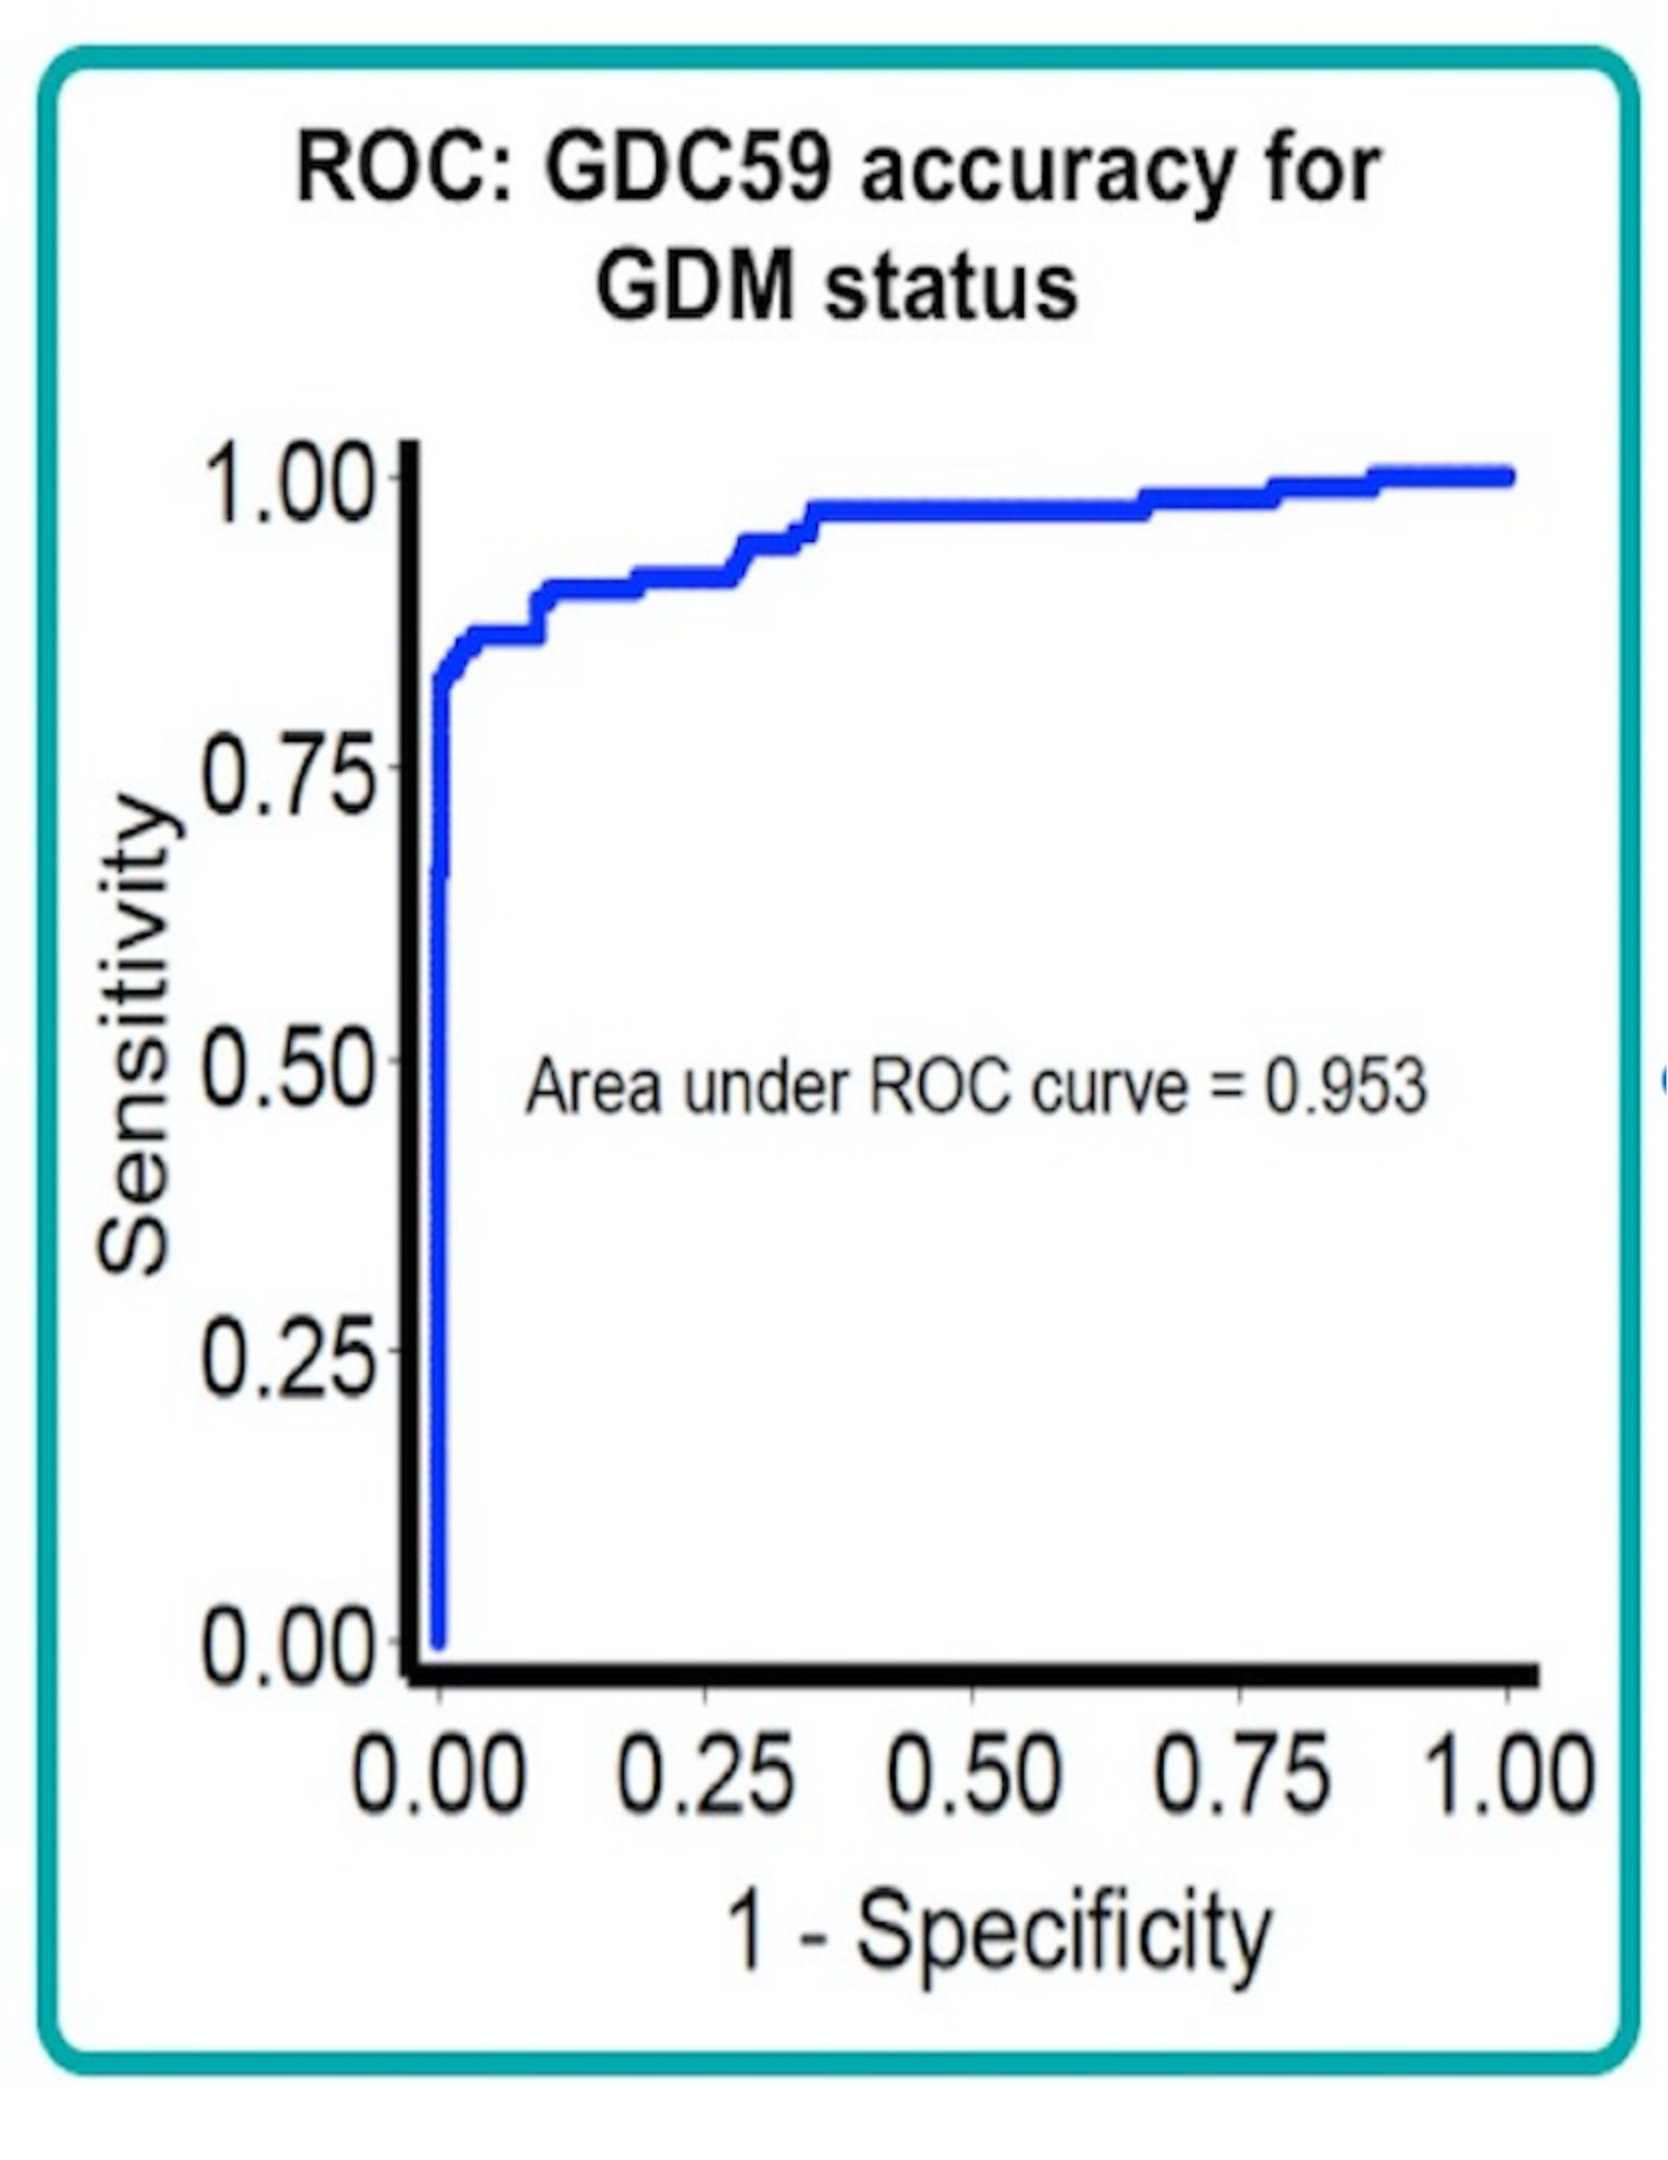 ROC: GDC59 accuracy for
GDM status
1.00
0.75
0.50
0.25
0.00
Sensitivity
Area under ROC curve = 0.953
0.00 0.25 0.50 0.75 1.00
1 - Specificity